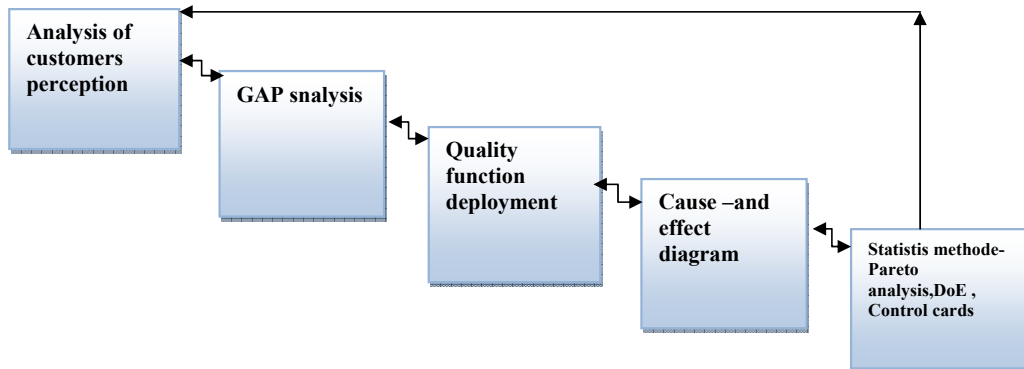 Analysis of
customers
perception
GAP snalysis
Quality
function
deployment
Cause –and
effect
diagram
Statistis methode-
Pareto
analysis,DoE ,
Control cards